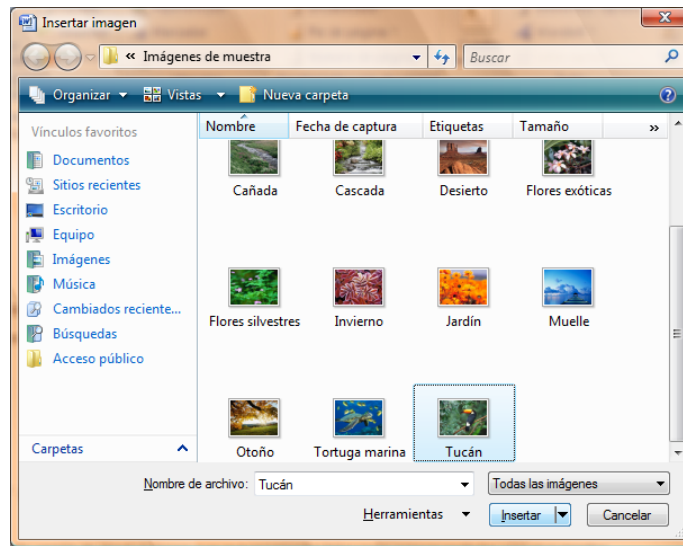 Insertar imagen
« Imágenes de muestra
Buscar
Organizar Vistas Nueva carpeta
Vínculos favoritos
Documentos
Sitios recientes
Escritorio
Equipo
Imágenes
Música
Cambiados reciente...
Búsquedas
Acceso público
Carpetas
Nombre Fecha de captura Etiquetas Tamaño »
Cañada Cascada Desierto Flores exóticas
Flores silvestres Invierno Jardín Muelle
Otoño Tortuga marina Tucán
Nombre de archivo: Tucán Todas las imágenes
Herramientas Insertar Cancelar